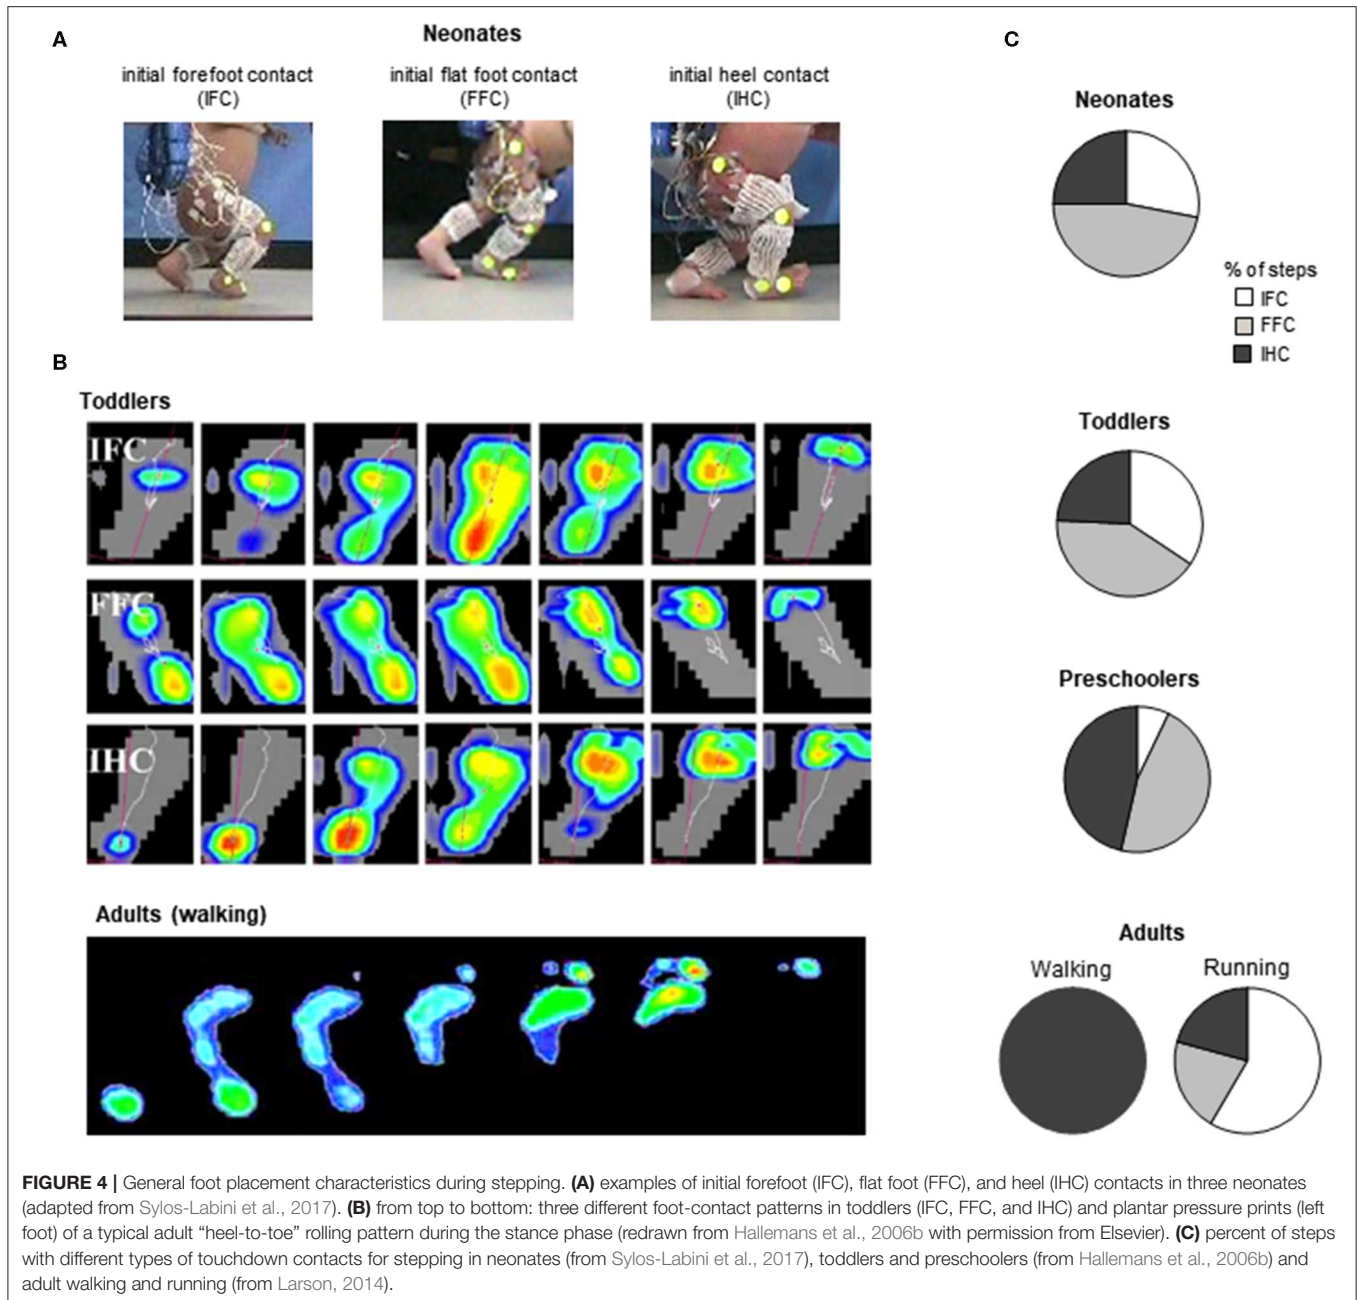 A
Neonates
initial forefoot contact
(IFC)
initial flat foot contact
(FFC)
initial heel contact
(IHC)
B
Toddlers
IFC
FFC
IHC
Adults (walking)
C
Neonates
% of steps
IFC
FFC
IHC
Toddlers
Preschoolers
Adults
Walking
Running
FIGURE 4 | General foot placement characteristics during stepping. (A) examples of initial forefoot (IFC), flat foot (FFC), and heel (IHC) contacts in three neonates
(adapted from Sylos-Labini et al., 2017). (B) from top to bottom: three different foot-contact patterns in toddlers (IFC, FFC, and IHC) and plantar pressure prints (left
foot) of a typical adult “heel-to-toe” rolling pattern during the stance phase (redrawn from Hallemans et al., 2006b with permission from Elsevier). (C) percent of steps
with different types of touchdown contacts for stepping in neonates (from Sylos-Labini et al., 2017), toddlers and preschoolers (from Hallemans et al., 2006b) and
adult walking and running (from Larson, 2014).